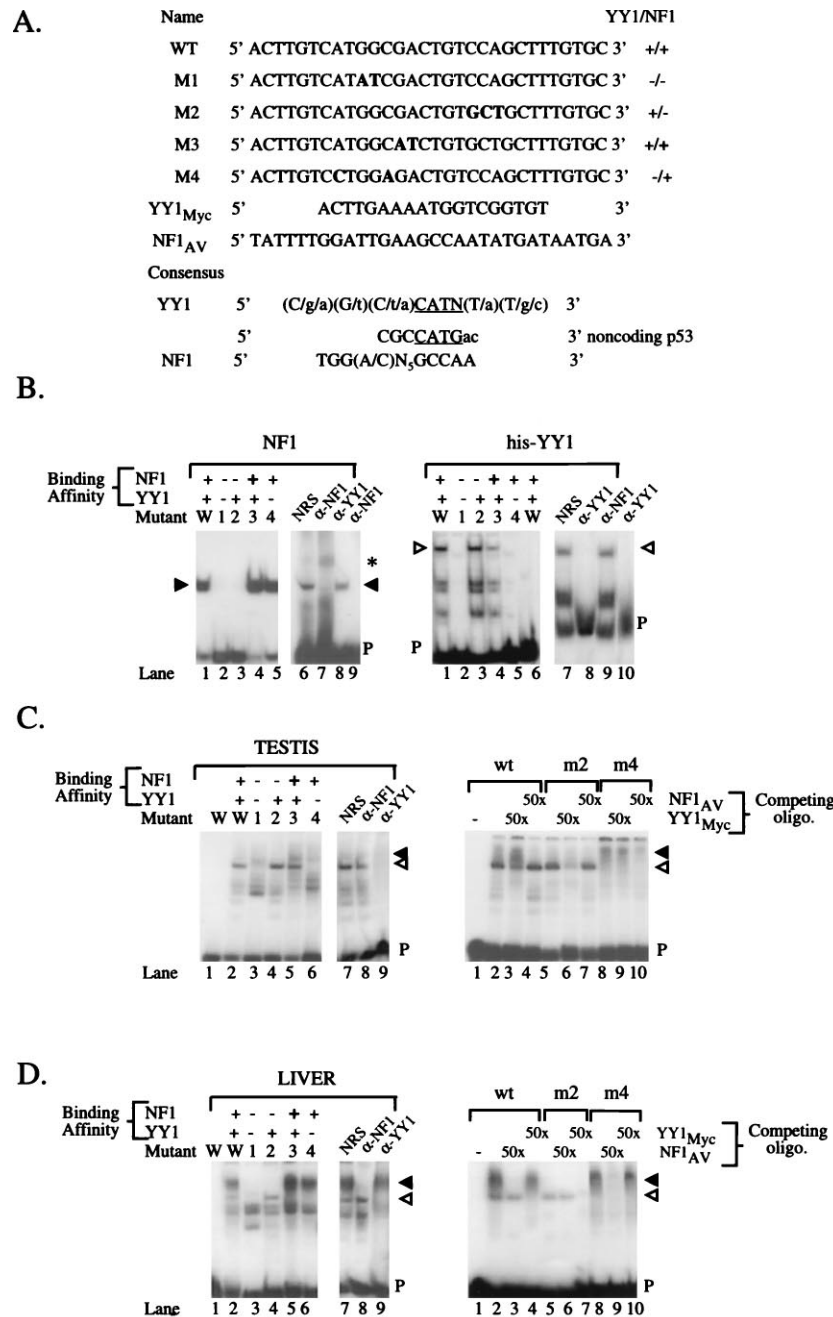 A.
Name YY1/NF1
WT 5' ACTTGTCATGGCGACTGTCCAGCTTTGTGC 3' +/+
M1 5' ACTTGTCATATCGACTGTCCAGCTTTGTGC 3' -/-
M2 5' ACTTGTCATGGCGACTGTGCTGCTTTGTGC 3' +/-
M3 5' ACTTGTCATGGCATCTGTGCTGCTTTGTGC 3' +/+
M4 5' ACTTGTCCTGGAGACTGTCCAGCTTTGTGC 3' -/+
YY1Myc 5' ACTTGAAAATGGTCGGTGT 3'
NF1AV 5' TATTTTGGATTGAAGCCAATATGATAATGA 3'
Consensus
YY1 5' (C/g/a)(G/t)(C/t/a)CATN(T/a)(T/g/c) 3'
5' CGCCATGac 3' noncoding p53
NF1 5' TGG(A/C)N5GCCAA 3'
B.
NF1 his-YY1
Binding Affinity
NF1 + - - + + + - - + + +
YY1 + - + + - + - + + - +
Mutant W 1 2 3 4 NRS α-NF1 α-YY1 α-NF1 W 1 2 3 4 W NRS α-YY1 α-NF1 α-YY1
*
P P P
Lane 1 2 3 4 5 6 7 8 9 1 2 3 4 5 6 7 8 9 10
C.
TESTIS wt m2 m4
Binding Affinity
NF1 + - - + +
YY1 + - + + -
Mutant W W 1 2 3 4 NRS α-NF1 α-YY1
50x 50x 50x NF1AV
- 50x 50x 50x YY1Myc
Competing oligo.
P P
Lane 1 2 3 4 5 6 7 8 9 1 2 3 4 5 6 7 8 9 10
D.
LIVER wt m2 m4
Binding Affinity
NF1 + - - + +
YY1 + - + + -
Mutant W W 1 2 3 4 NRS α-NF1 α-YY1
50x 50x 50x YY1Myc
- 50x 50x 50x NF1AV
Competing oligo.
P P
Lane 1 2 3 4 5 6 7 8 9 1 2 3 4 5 6 7 8 9 10